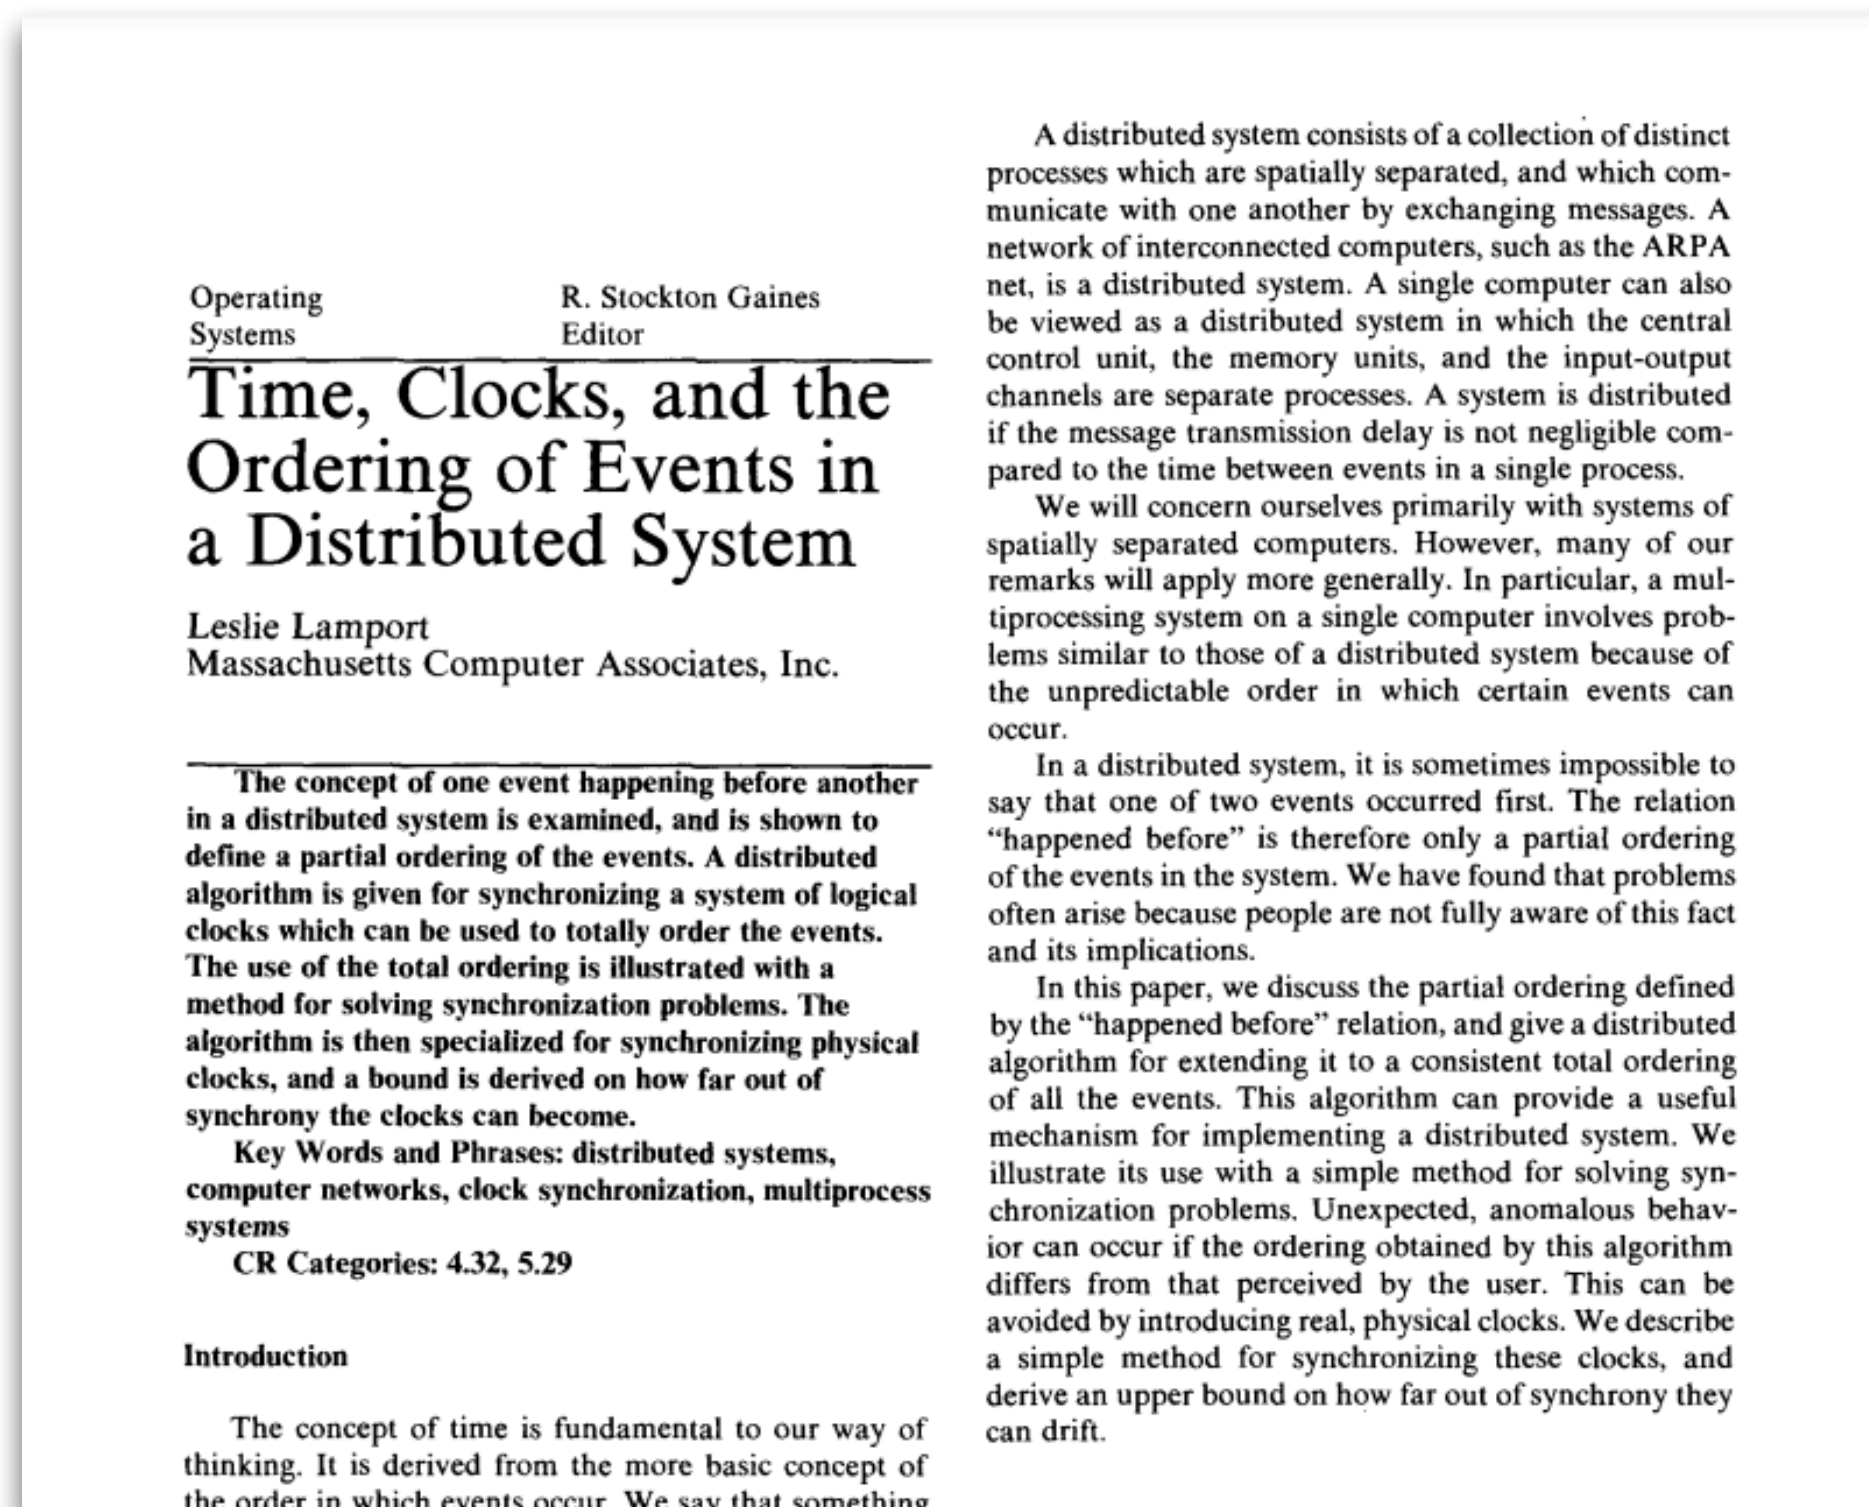 Operating
Systems
R. Stockton Gaines
Editor
Time, Clocks, and the
Ordering of Events in
a Distributed System
Leslie Lamport
Massachusetts Computer Associates, Inc.
The concept of one event happening before another
in a distributed system is examined, and is shown to
define a partial ordering of the events. A distributed
algorithm is given for synchronizing a system of logical
clocks which can be used to totally order the events.
The use of the total ordering is illustrated with a
method for solving synchronization problems. The
algorithm is then specialized for synchronizing physical
clocks, and a bound is derived on how far out of
synchrony the clocks can become.
Key Words and Phrases: distributed systems,
computer networks, clock synchronization, multiprocess
systems
CR Categories: 4.32, 5.29
Introduction
The concept of time is fundamental to our way of
thinking. It is derived from the more basic concept of
the order in which events occur. We say that something
A distributed system consists of a collection of distinct
processes which are spatially separated, and which com-
municate with one another by exchanging messages. A
network of interconnected computers, such as the ARPA
net, is a distributed system. A single computer can also
be viewed as a distributed system in which the central
control unit, the memory units, and the input-output
channels are separate processes. A system is distributed
if the message transmission delay is not negligible com-
pared to the time between events in a single process.
We will concern ourselves primarily with systems of
spatially separated computers. However, many of our
remarks will apply more generally. In particular, a mul-
tiprocessing system on a single computer involves prob-
lems similar to those of a distributed system because of
the unpredictable order in which certain events can
occur.
In a distributed system, it is sometimes impossible to
say that one of two events occurred first. The relation
“happened before” is therefore only a partial ordering
of the events in the system. We have found that problems
often arise because people are not fully aware of this fact
and its implications.
In this paper, we discuss the partial ordering defined
by the “happened before” relation, and give a distributed
algorithm for extending it to a consistent total ordering
of all the events. This algorithm can provide a useful
mechanism for implementing a distributed system. We
illustrate its use with a simple method for solving syn-
chronization problems. Unexpected, anomalous behav-
ior can occur if the ordering obtained by this algorithm
differs from that perceived by the user. This can be
avoided by introducing real, physical clocks. We describe
a simple method for synchronizing these clocks, and
derive an upper bound on how far out of synchrony they
can drift.